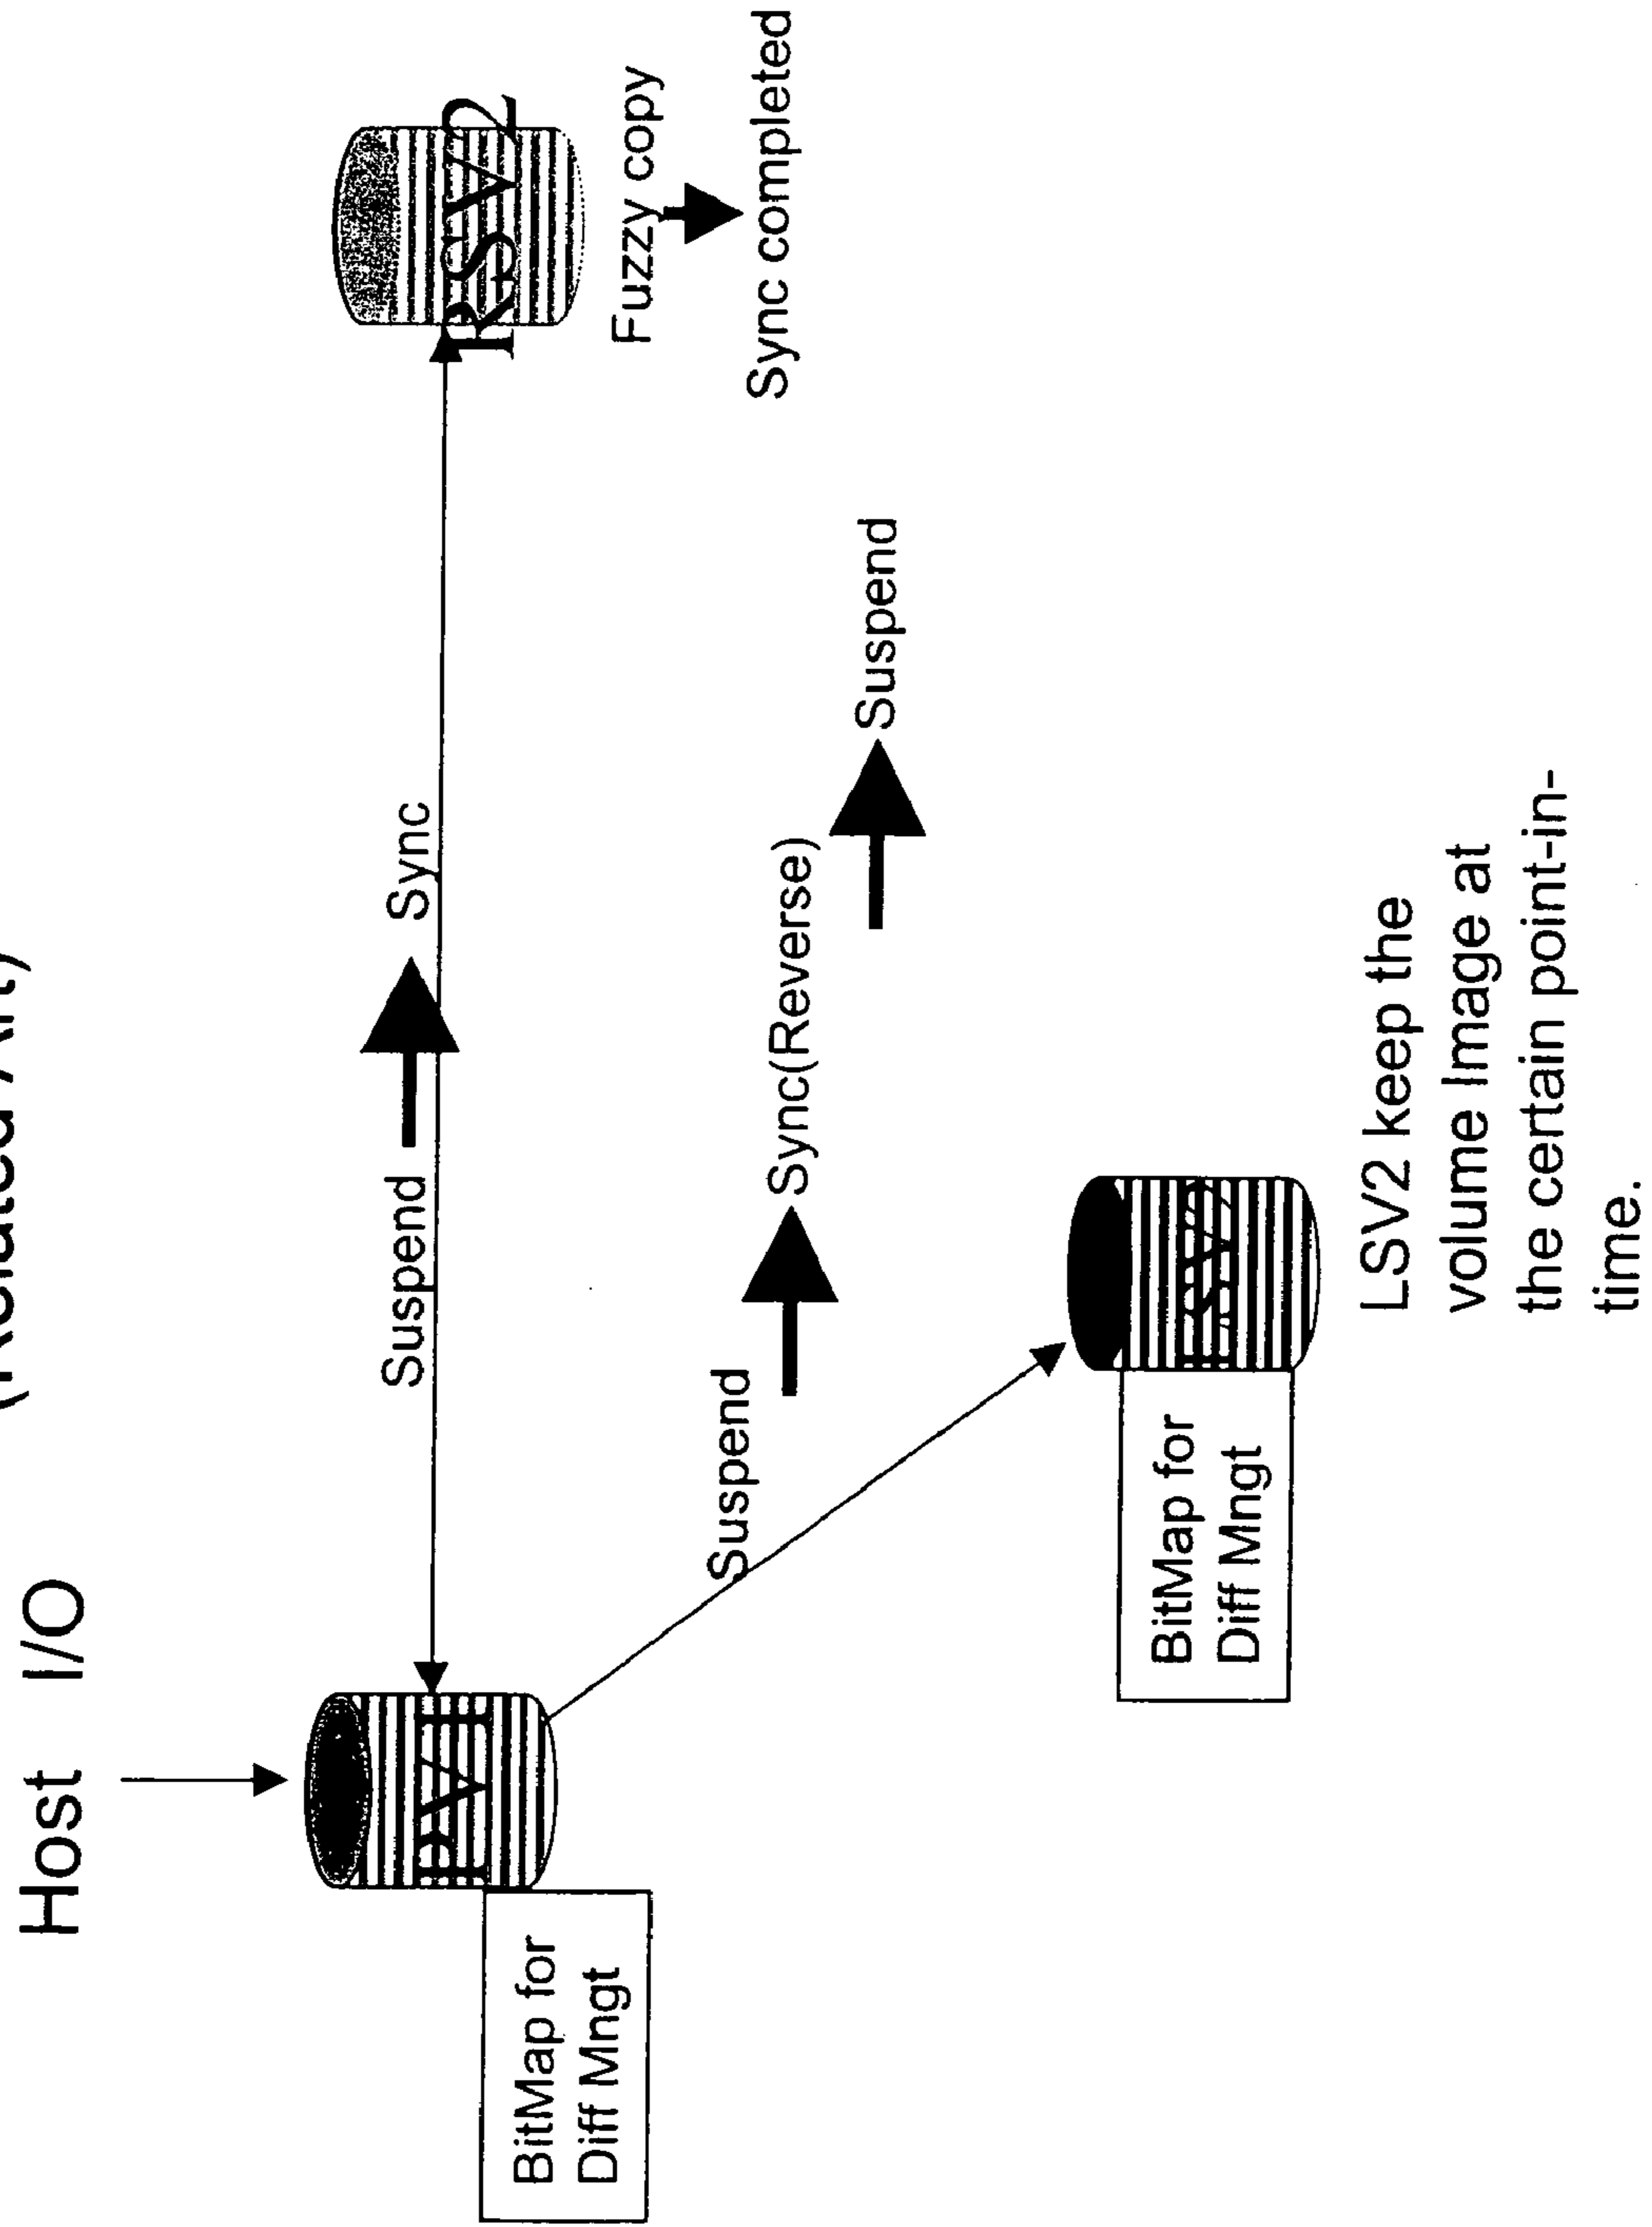 (Related Art)
Host I/O
PV1
BitMap for
Diff Mngt
Suspend
Sync
RSV2
Fuzzy copy
Sync completed
Suspend
Sync(Reverse)
Suspend
BitMap for
Diff Mngt
LSV2 keep the
volume Image at
the certain point-in-
time.